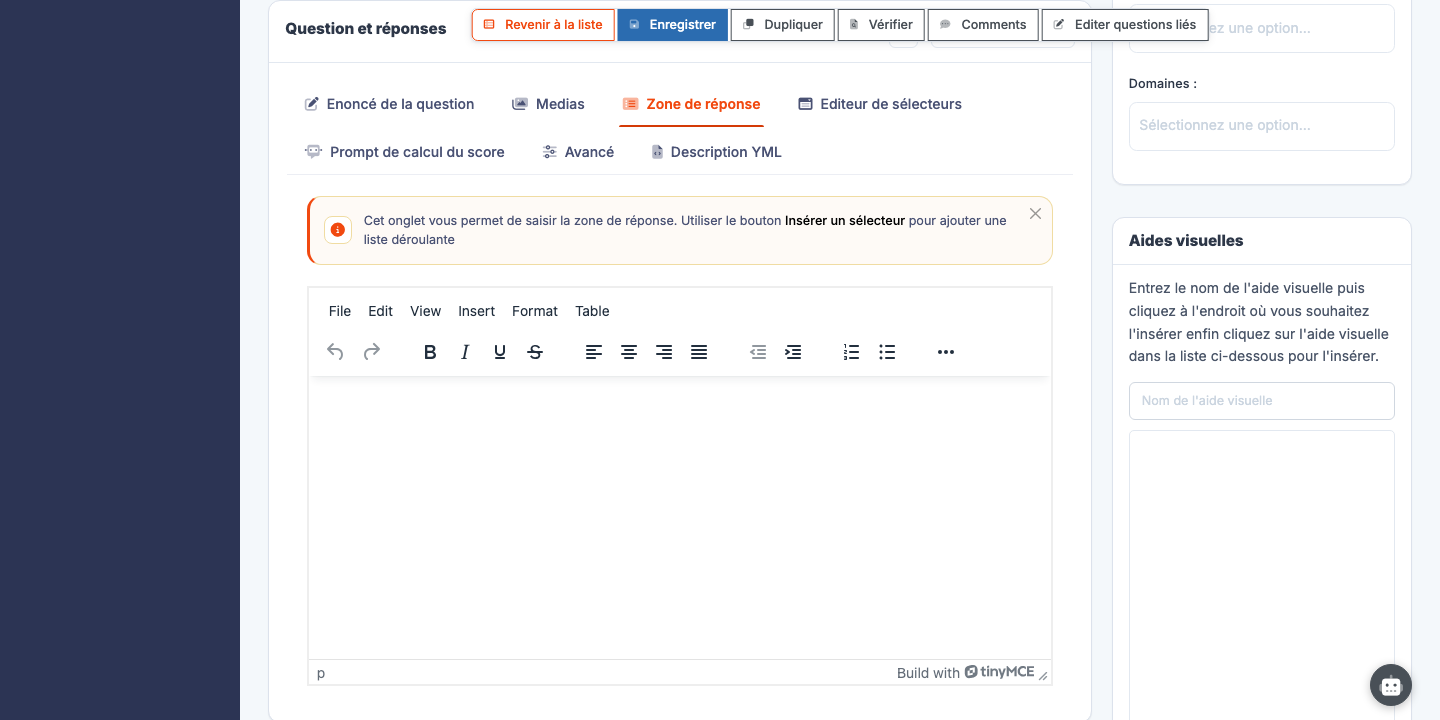 Question et réponses
Revenir à la liste
Enregistrer
Dupliquer
Vérifier
Comments
Editer questions liés
ez une option...
Domaines :
Sélectionnez une option...
Enoncé de la question
Medias
Zone de réponse
Editeur de sélecteurs
Prompt de calcul du score
Avancé
Description YML
Cet onglet vous permet de saisir la zone de réponse. Utiliser le bouton Insérer un sélecteur pour ajouter une
liste déroulante
File
Edit
View
Insert
Format
Table
p
Build with tinyMCE
Aides visuelles
Entrez le nom de l'aide visuelle puis
cliquez à l'endroit où vous souhaitez
l'insérer enfin cliquez sur l'aide visuelle
dans la liste ci-dessous pour l'insérer.
Nom de l'aide visuelle